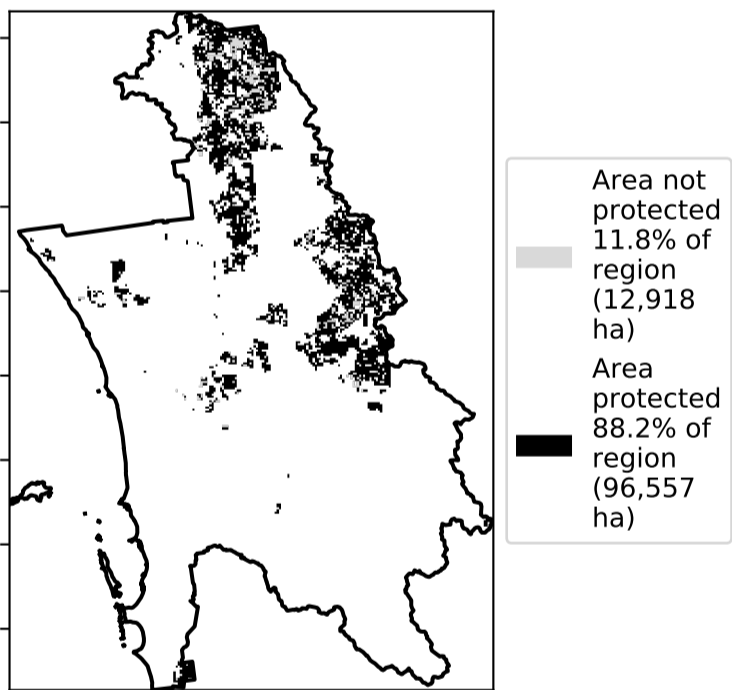 Area not
protected
11.8% of
region
(12,918
ha)
Area
protected
88.2% of
region
(96,557
ha)